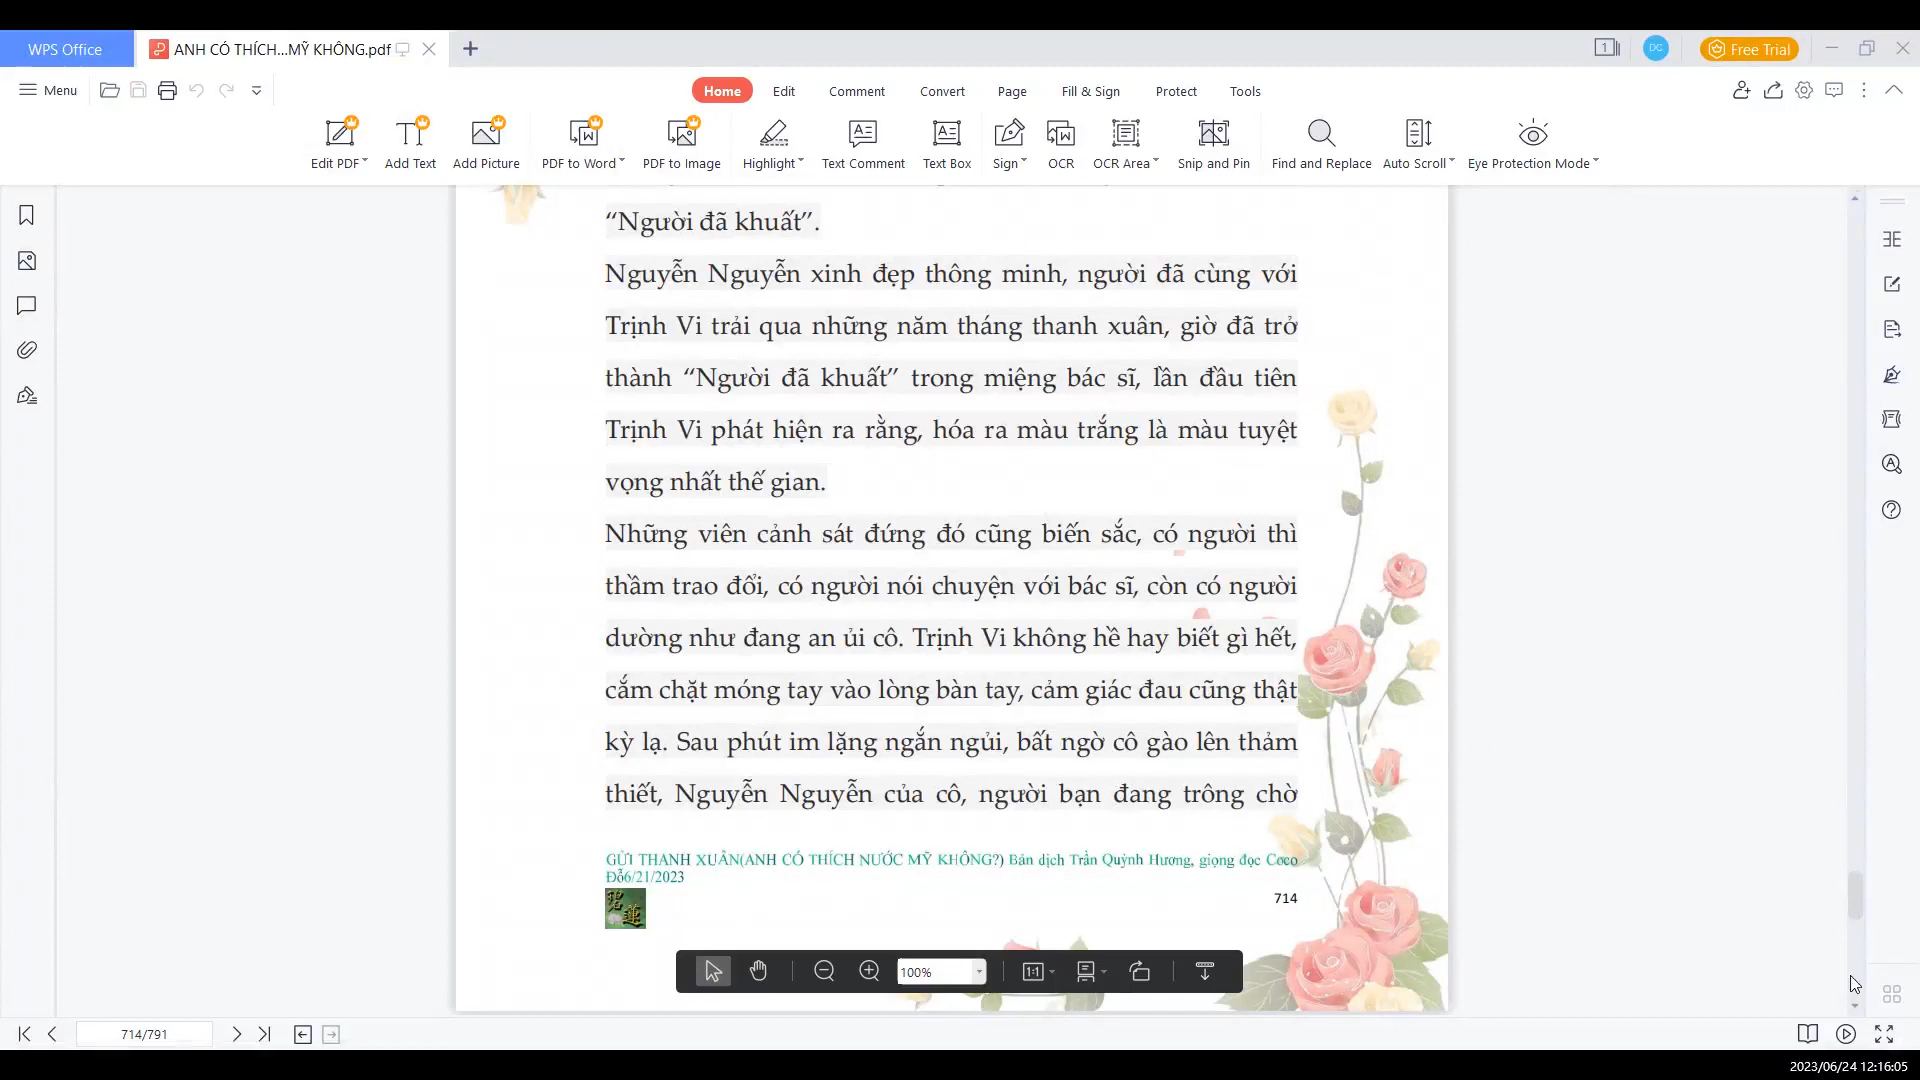 WPS Office
ANH CÓ THÍCH...MỸ KHÔNG.pdf
1
DC
Free Trial
Menu
Home
Edit
Comment
Convert
Page
Fill & Sign
Protect
Tools
Edit PDF
Add Text
Add Picture
PDF to Word
PDF to Image
Highlight
Text Comment
Text Box
Sign
OCR
OCR Area
Snip and Pin
Find and Replace
Auto Scroll
Eye Protection Mode
“Người đã khuất”.
Nguyễn Nguyễn xinh đẹp thông minh, người đã cùng với
Trịnh Vi trải qua những năm tháng thanh xuân, giờ đã trở
thành “Người đã khuất” trong miệng bác sĩ, lần đầu tiên
Trịnh Vi phát hiện ra rằng, hóa ra màu trắng là màu tuyệt
vọng nhất thế gian.
Những viên cảnh sát đứng đó cũng biến sắc, có người thì
thầm trao đổi, có người nói chuyện với bác sĩ, còn có người
dường như đang an ủi cô. Trịnh Vi không hề hay biết gì hết,
cắm chặt móng tay vào lòng bàn tay, cảm giác đau cũng thật
kỳ lạ. Sau phút im lặng ngắn ngủi, bất ngờ cô gào lên thảm
thiết, Nguyễn Nguyễn của cô, người bạn đang trông chờ
GỬI THANH XUÂN(ANH CÓ THÍCH NƯỚC MỸ KHÔNG?) Bản dịch Trần Quỳnh Hương, giọng đọc Coco
Đỗ6/21/2023
碧
蓮
714
100%
1:1
714/791
2023/06/24 12:16:05